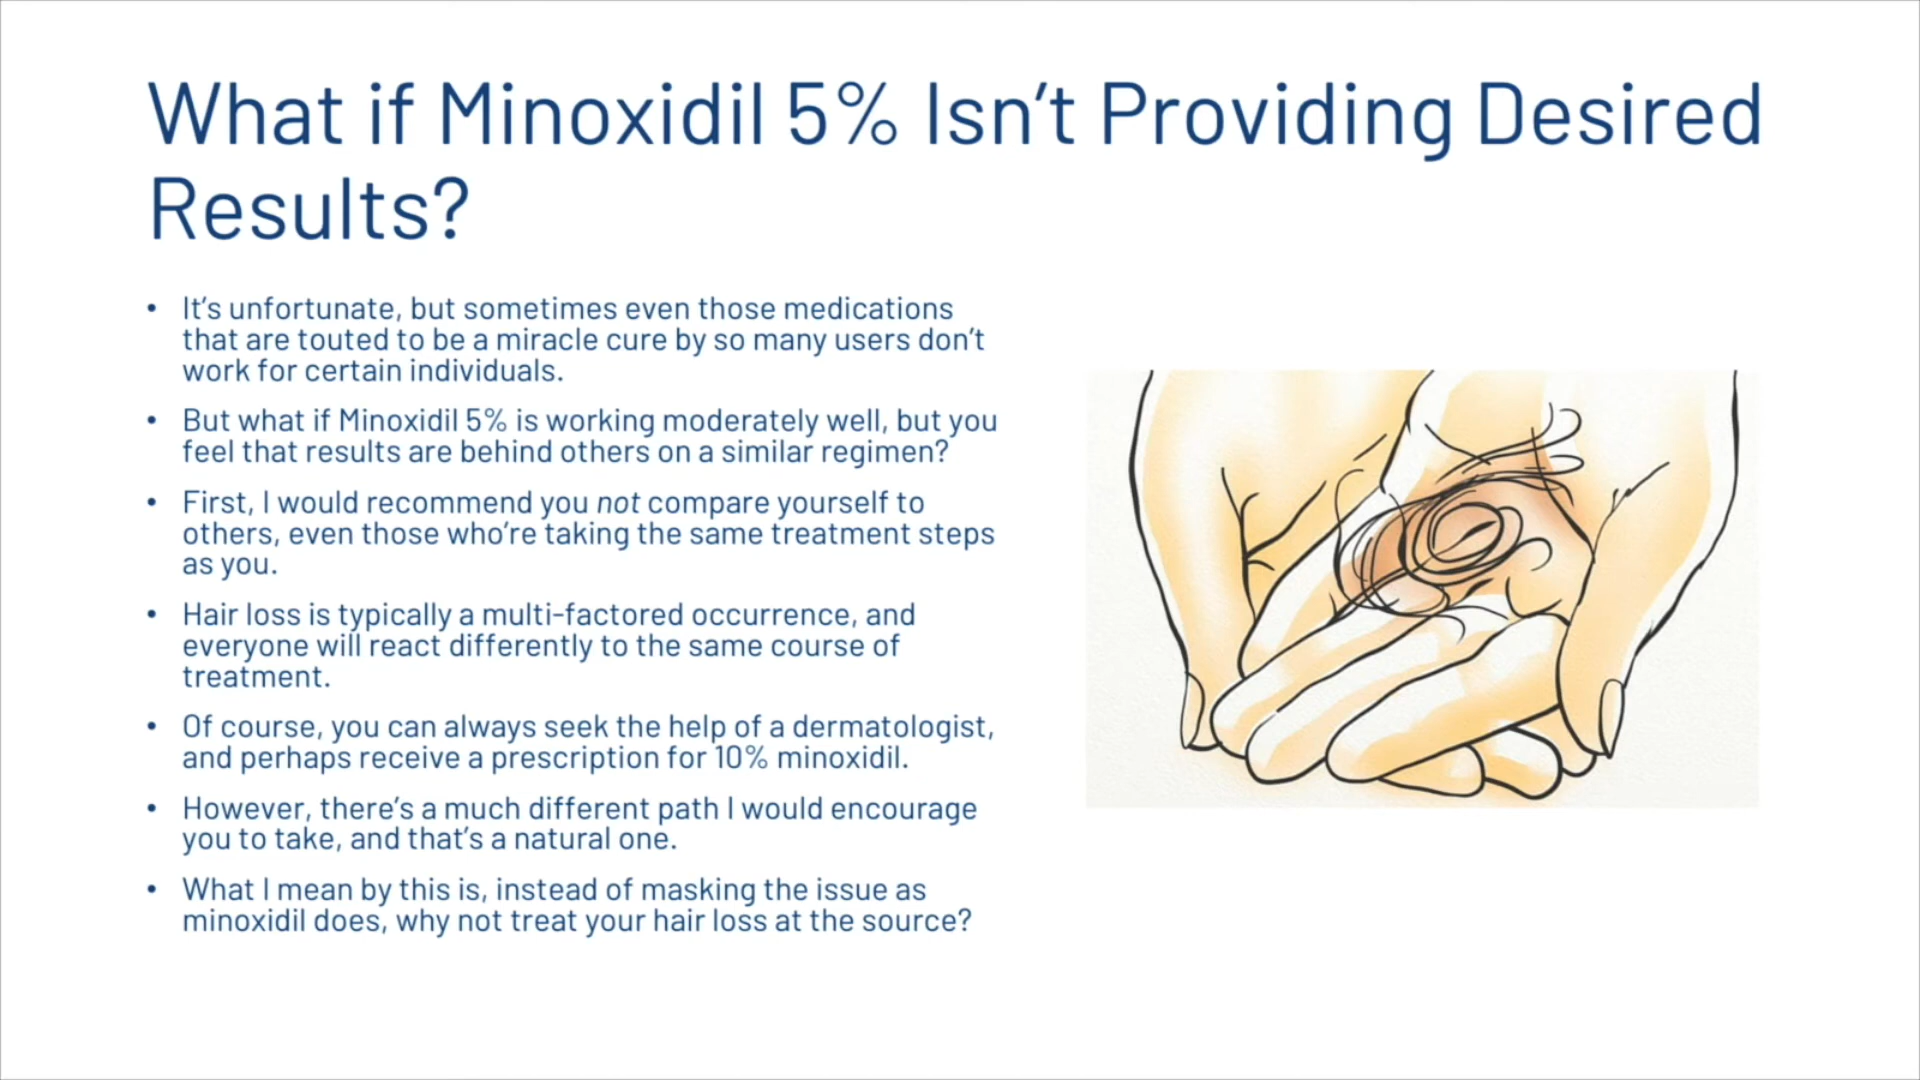 What if Minoxidil 5% Isn’t Providing Desired
Results?
• It’s unfortunate, but sometimes even those medications
that are touted to be a miracle cure by so many users don’t
work for certain individuals.
• But what if Minoxidil 5% is working moderately well, but you
feel that results are behind others on a similar regimen?
• First, I would recommend you not compare yourself to
others, even those who’re taking the same treatment steps
as you.
• Hair loss is typically a multi-factored occurrence, and
everyone will react differently to the same course of
treatment.
• Of course, you can always seek the help of a dermatologist,
and perhaps receive a prescription for 10% minoxidil.
• However, there’s a much different path I would encourage
you to take, and that’s a natural one.
• What I mean by this is, instead of masking the issue as
minoxidil does, why not treat your hair loss at the source?